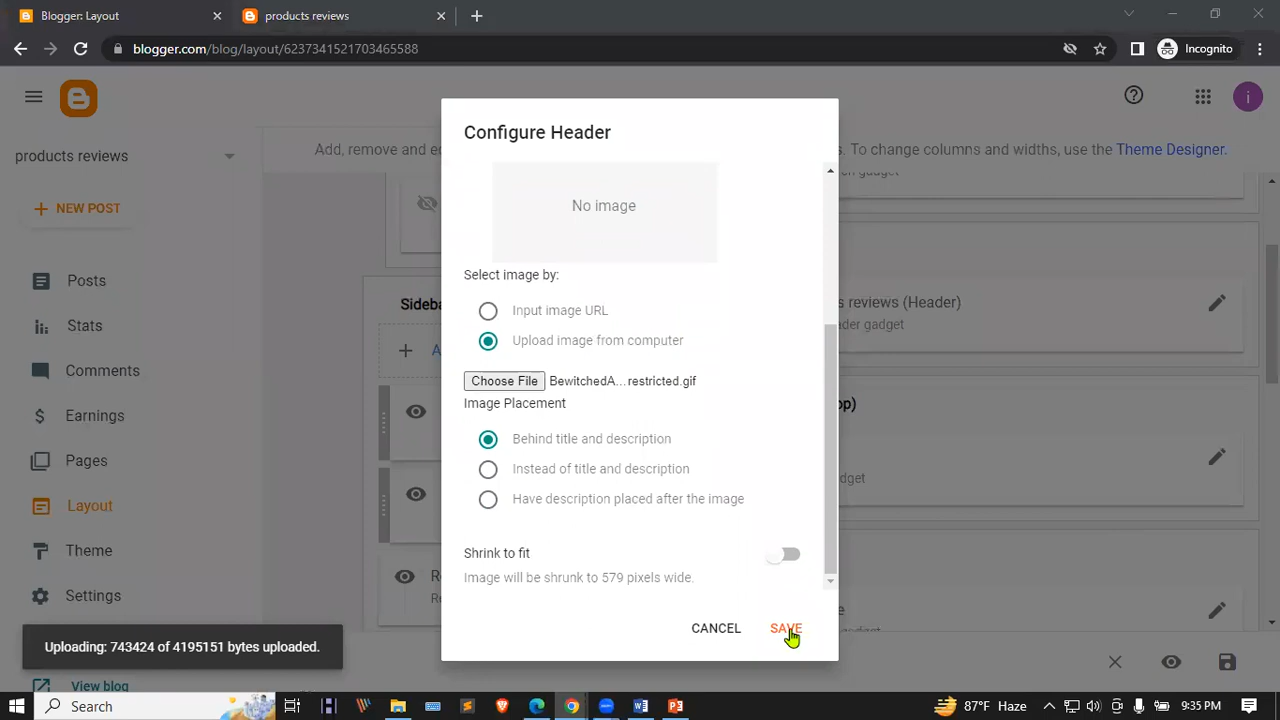 Blogger: Layout
products reviews
blogger.com/blog/layout/6237341521703465588
Incognito
products reviews
Add, remove and e
s. To change columns and widths, use the Theme Designer.
i
NEW POST
Posts
Stats
Comments
Earnings
Pages
Layout
Theme
Settings
View blog
Configure Header
No image
Select image by:
Input image URL
Upload image from computer
Choose File BewitchedA...restricted.gif
Image Placement
Behind title and description
Instead of title and description
Have description placed after the image
Shrink to fit
Image will be shrunk to 579 pixels wide.
CANCEL
SAVE
Sideb
A
R
s reviews (Header)
der gadget
op)
adget
e
Uploading: 743424 of 4195151 bytes uploaded.
Search
87°F Haze
9:35 PM